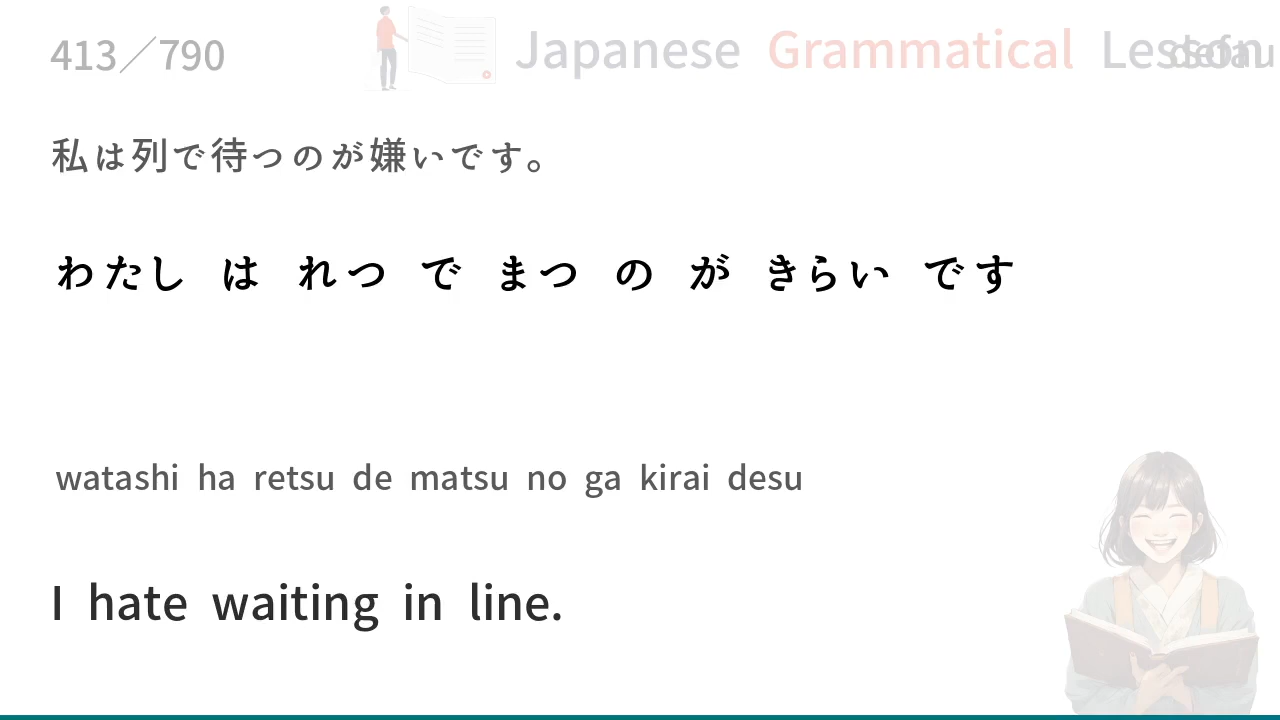 413／790
Japanese Grammatical Lesson
defau
私は列で待つのが嫌いです。
わたし は れつ で まつ の が きらい です
watashi ha retsu de matsu no ga kirai desu
I hate waiting in line.